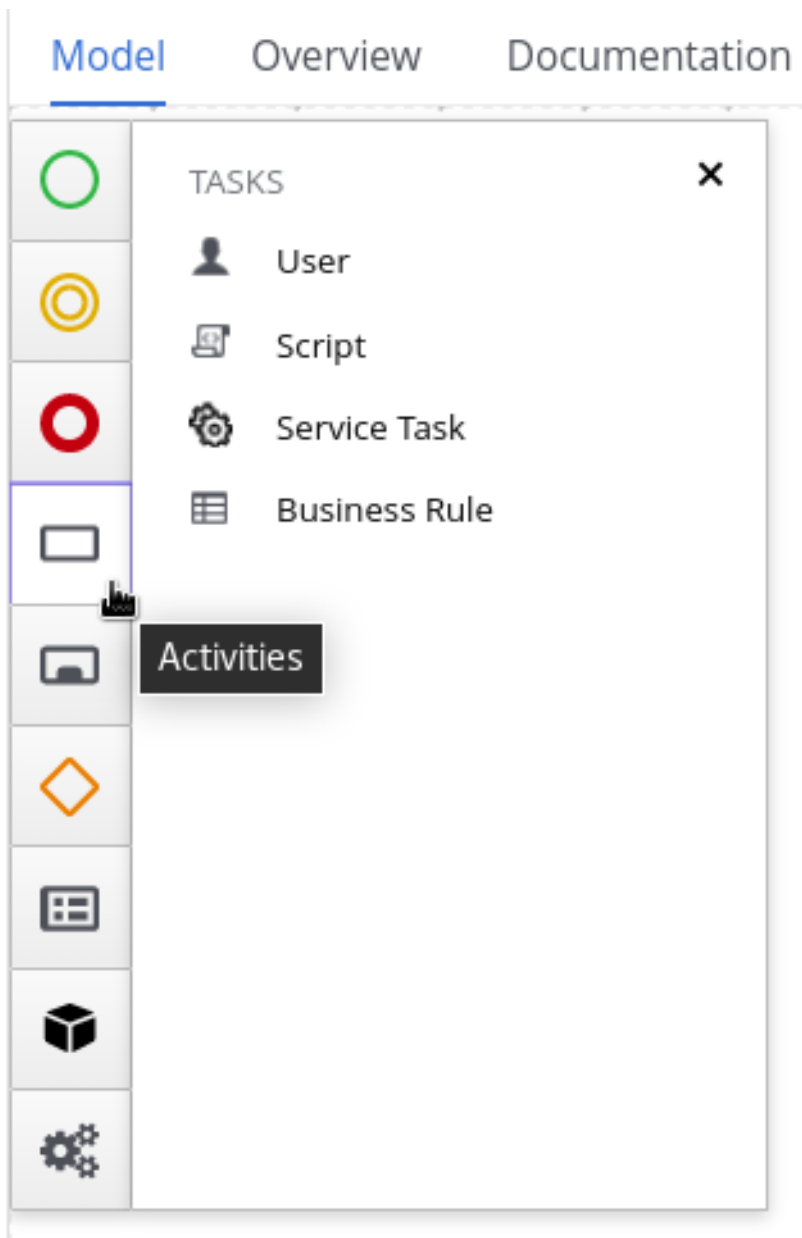 Model Overview Documentation
TASKS
User
Script
Service Task
Business Rule
Activities